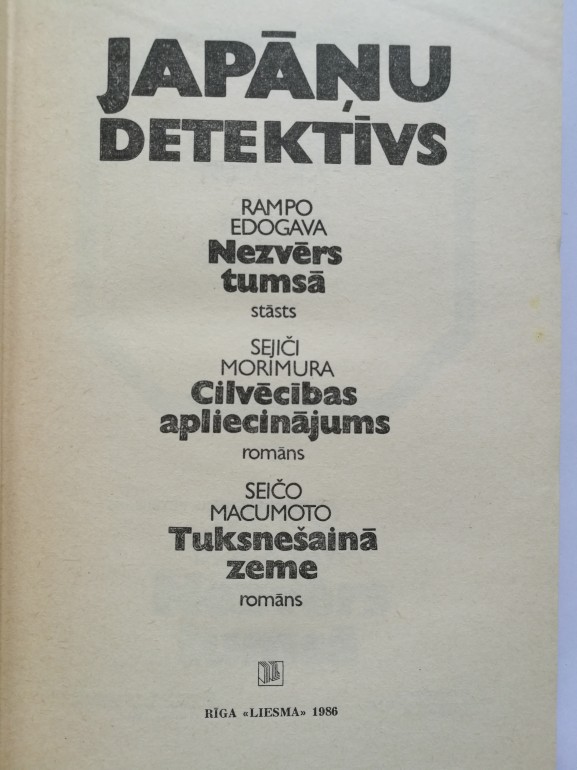 JAPĀŅU
DETEKTĪVS
RAMPO
EDOGAVA
Nezvērs
tumsā
stāsts
SEJIČI
MORIMURA
Cilvēcības
apliecinājums
romāns
SEIČO
MACUMOTO
Tuksnešainā
zeme
romāns
RĪGA «LIESMA» 1986